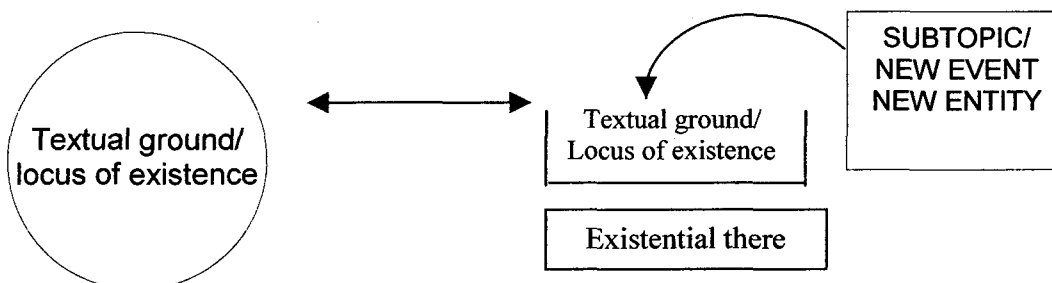 Textual ground/
locus of existence
Textual ground/
Locus of existence
SUBTOPIC/
NEW EVENT
NEW ENTITY
Existential there